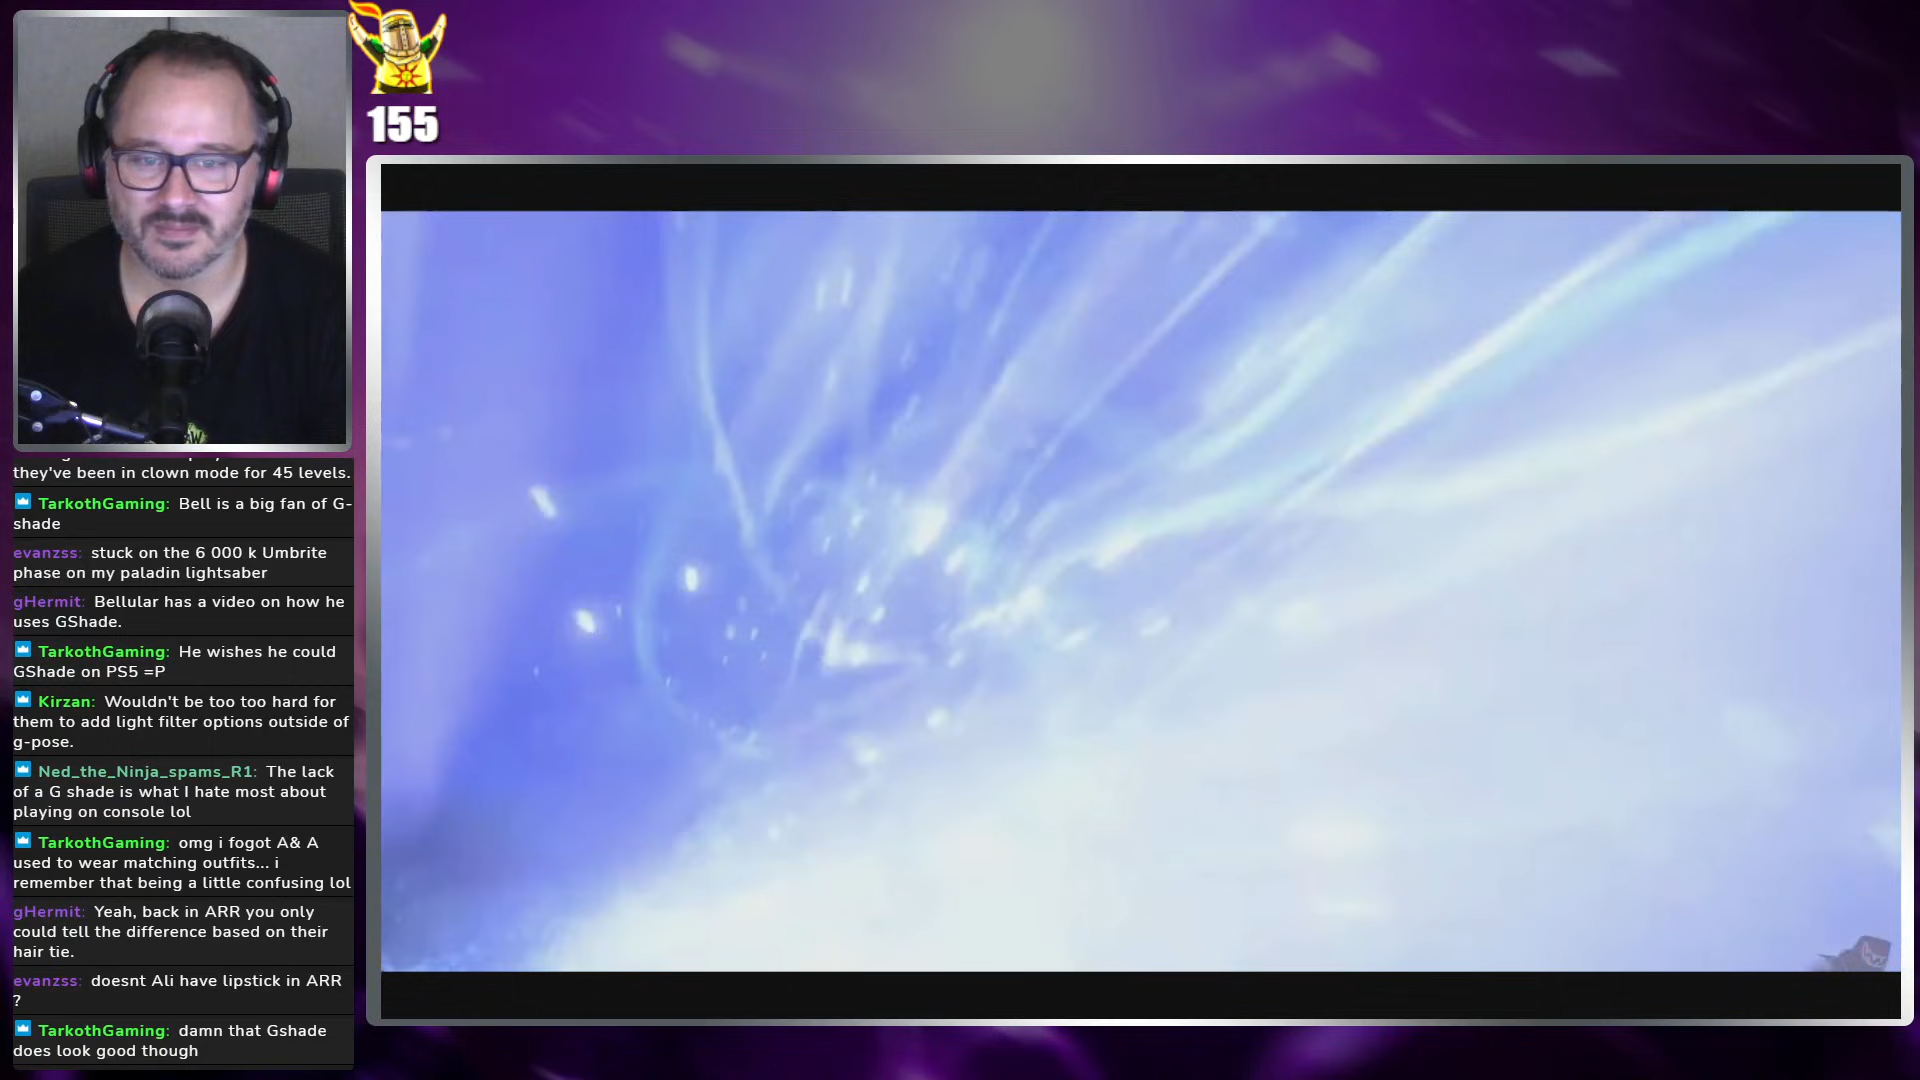 155
they've been in clown mode for 45 levels.
TarkothGaming: Bell is a big fan of G-
shade
evanzss: stuck on the 6 000 k Umbrite
phase on my paladin lightsaber
gHermit: Bellular has a video on how he
uses GShade.
TarkothGaming: He wishes he could
GShade on PS5 =P
Kirzan: Wouldn't be too too hard for
them to add light filter options outside of
g-pose.
Ned_the_Ninja_spams_R1: The lack
of a G shade is what I hate most about
playing on console lol
TarkothGaming: omg i fogot A& A
used to wear matching outfits... i
remember that being a little confusing lol
gHermit: Yeah, back in ARR you only
could tell the difference based on their
hair tie.
evanzss: doesnt Ali have lipstick in ARR
?
TarkothGaming: damn that Gshade
does look good though